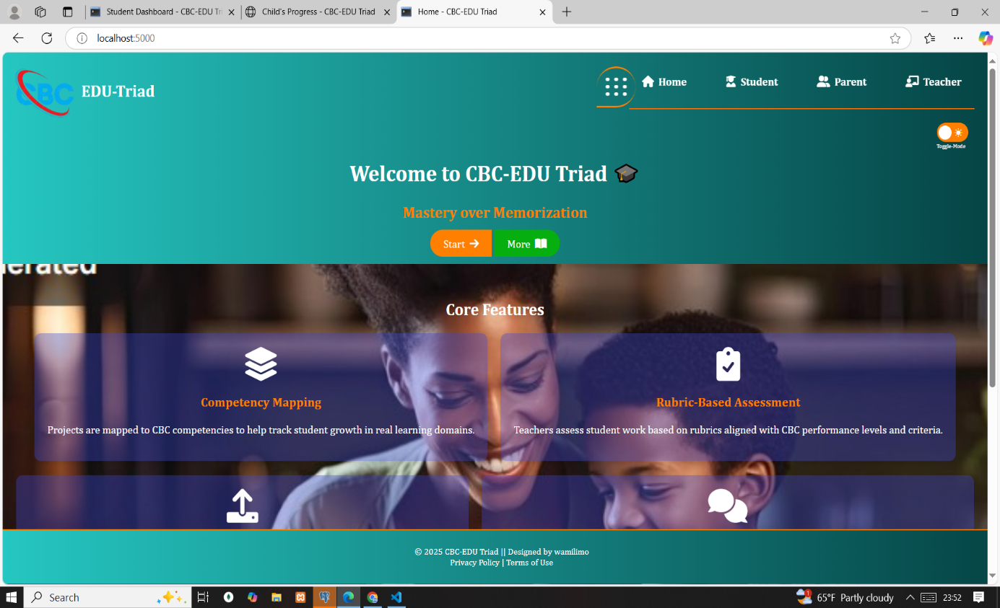 Student Dashboard - CBC-EDU Tri
Child's Progress - CBC-EDU Triad
Home - CBC-EDU Triad
localhost:5000
CBC EDU-Triad
Home
Student
Parent
Teacher
Toggle-Mode
Welcome to CBC-EDU Triad
Mastery over Memorization
Start
More
erated
Core Features
Competency Mapping
Projects are mapped to CBC competencies to help track student growth in real learning domains.
Rubric-Based Assessment
Teachers assess student work based on rubrics aligned with CBC performance levels and criteria.
© 2025 CBC-EDU Triad || Designed by wamilimo
Privacy Policy | Terms of Use
Search
1
65°F Partly cloudy
23:52